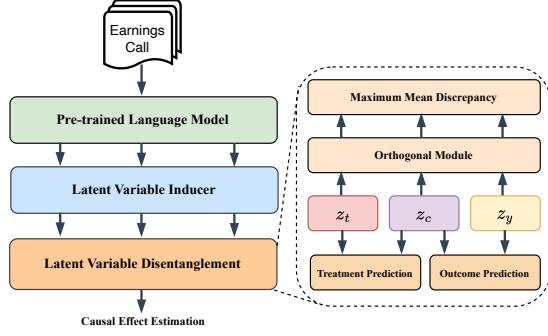 Earnings
Call
Pre-trained Language Model
Latent Variable Inducer
Latent Variable Disentanglement
Causal Effect Estimation
Maximum Mean Discrepancy
Orthogonal Module
z_t z_c z_y
Treatment Prediction Outcome Prediction